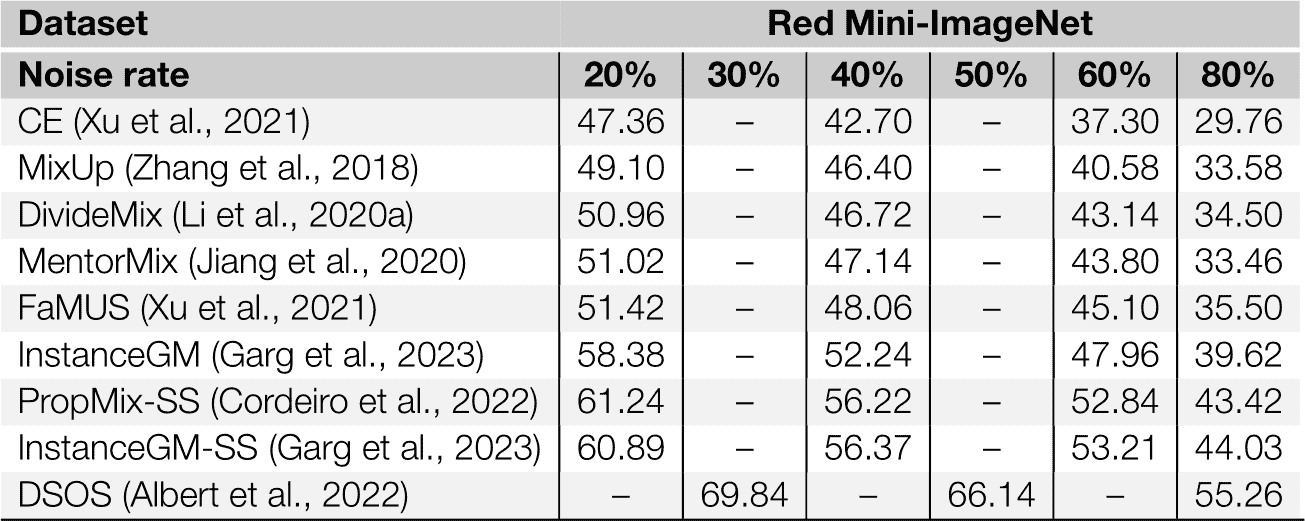 Dataset Red Mini-ImageNet
Noise rate 20% 30% 40% 50% 60% 80%
CE (Xu et al., 2021) 47.36 – 42.70 – 37.30 29.76
MixUp (Zhang et al., 2018) 49.10 – 46.40 – 40.58 33.58
DivideMix (Li et al., 2020a) 50.96 – 46.72 – 43.14 34.50
MentorMix (Jiang et al., 2020) 51.02 – 47.14 – 43.80 33.46
FaMUS (Xu et al., 2021) 51.42 – 48.06 – 45.10 35.50
InstanceGM (Garg et al., 2023) 58.38 – 52.24 – 47.96 39.62
PropMix-SS (Cordeiro et al., 2022) 61.24 – 56.22 – 52.84 43.42
InstanceGM-SS (Garg et al., 2023) 60.89 – 56.37 – 53.21 44.03
DSOS (Albert et al., 2022) – 69.84 – 66.14 – 55.26